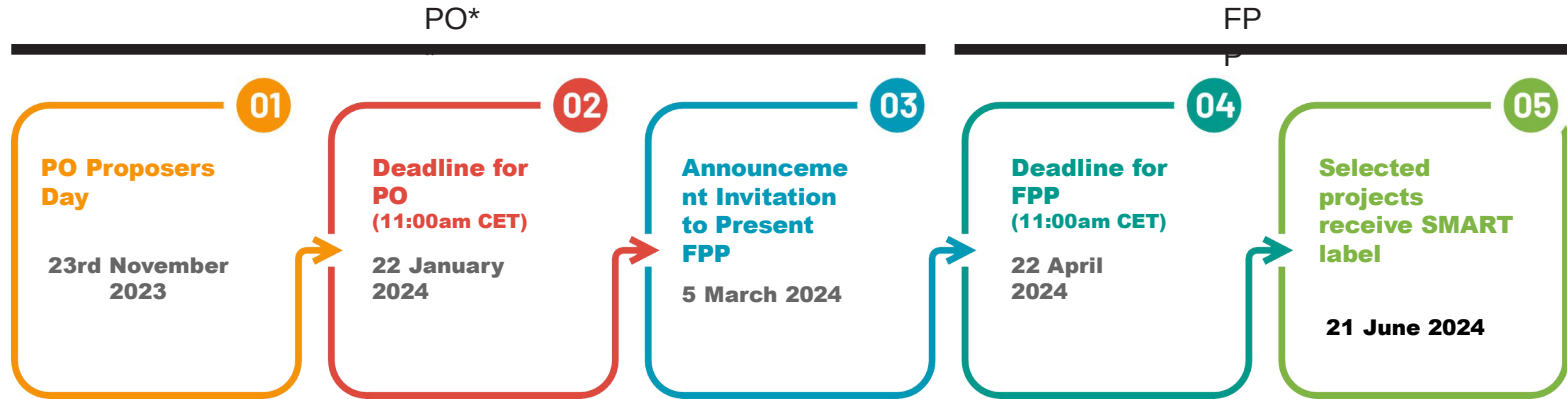 PO*
FP
P
01
PO Proposers
Day
23rd November
2023
02
Deadline for
PO
(11:00am CET)
22 January
2024
03
Announceme
nt Invitation
to Present
FPP
5 March 2024
04
Deadline for
FPP
(11:00am CET)
22 April
2024
05
Selected
projects
receive SMART
label
21 June 2024